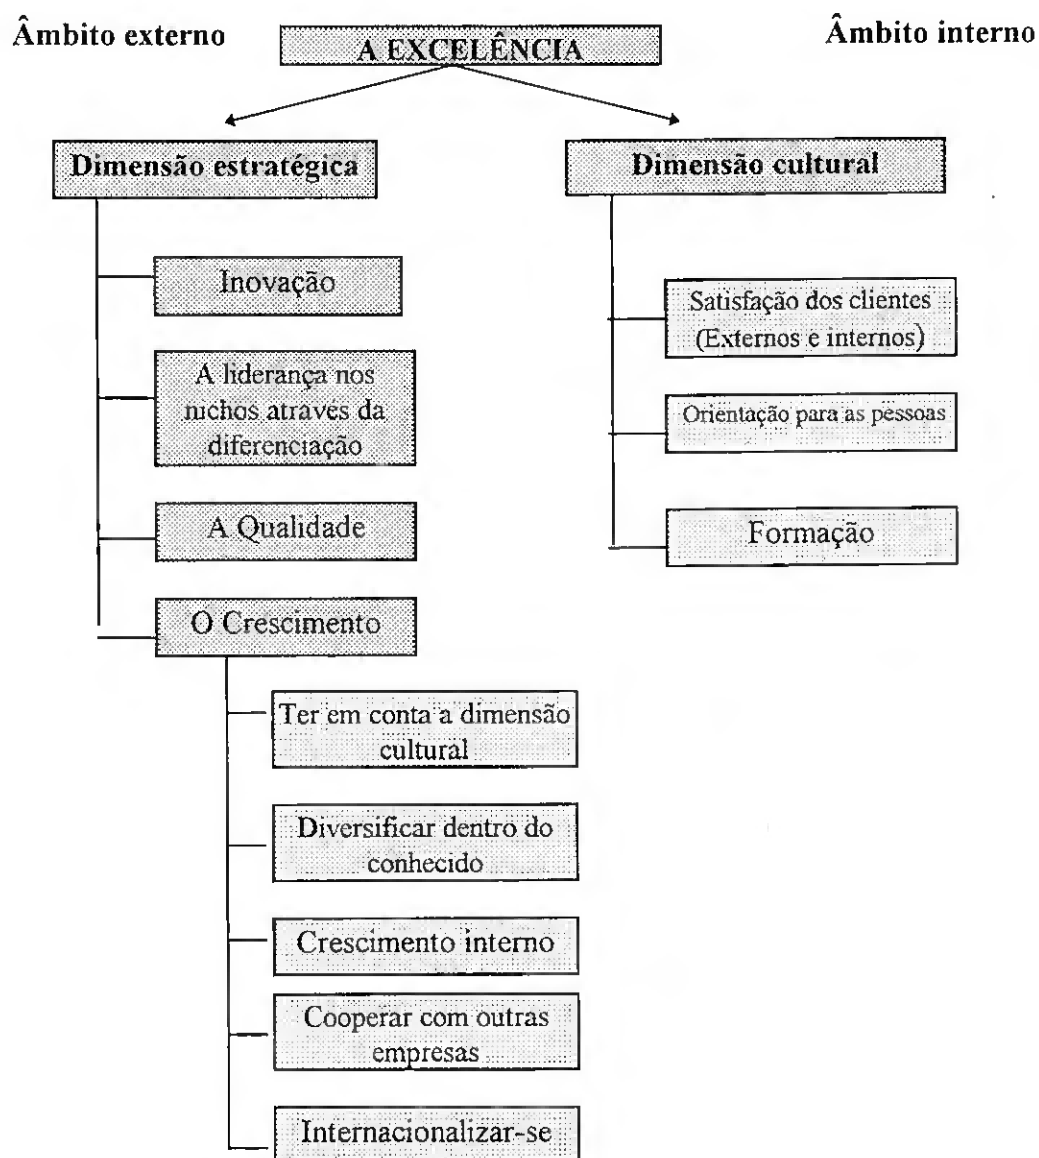 Âmbito externo
A EXCELÊNCIA
Âmbito interno
Dimensão estratégica
Inovação
A liderança nos
nichos através da
diferenciação
A Qualidade
O Crescimento
Ter em conta a dimensão
cultural
Diversificar dentro do
conhecido
Crescimento interno
Cooperar com outras
empresas
Internacionalizar-se
Dimensão cultural
Satisfação dos clientes
(Externos e internos)
Orientação para as pessoas
Formação